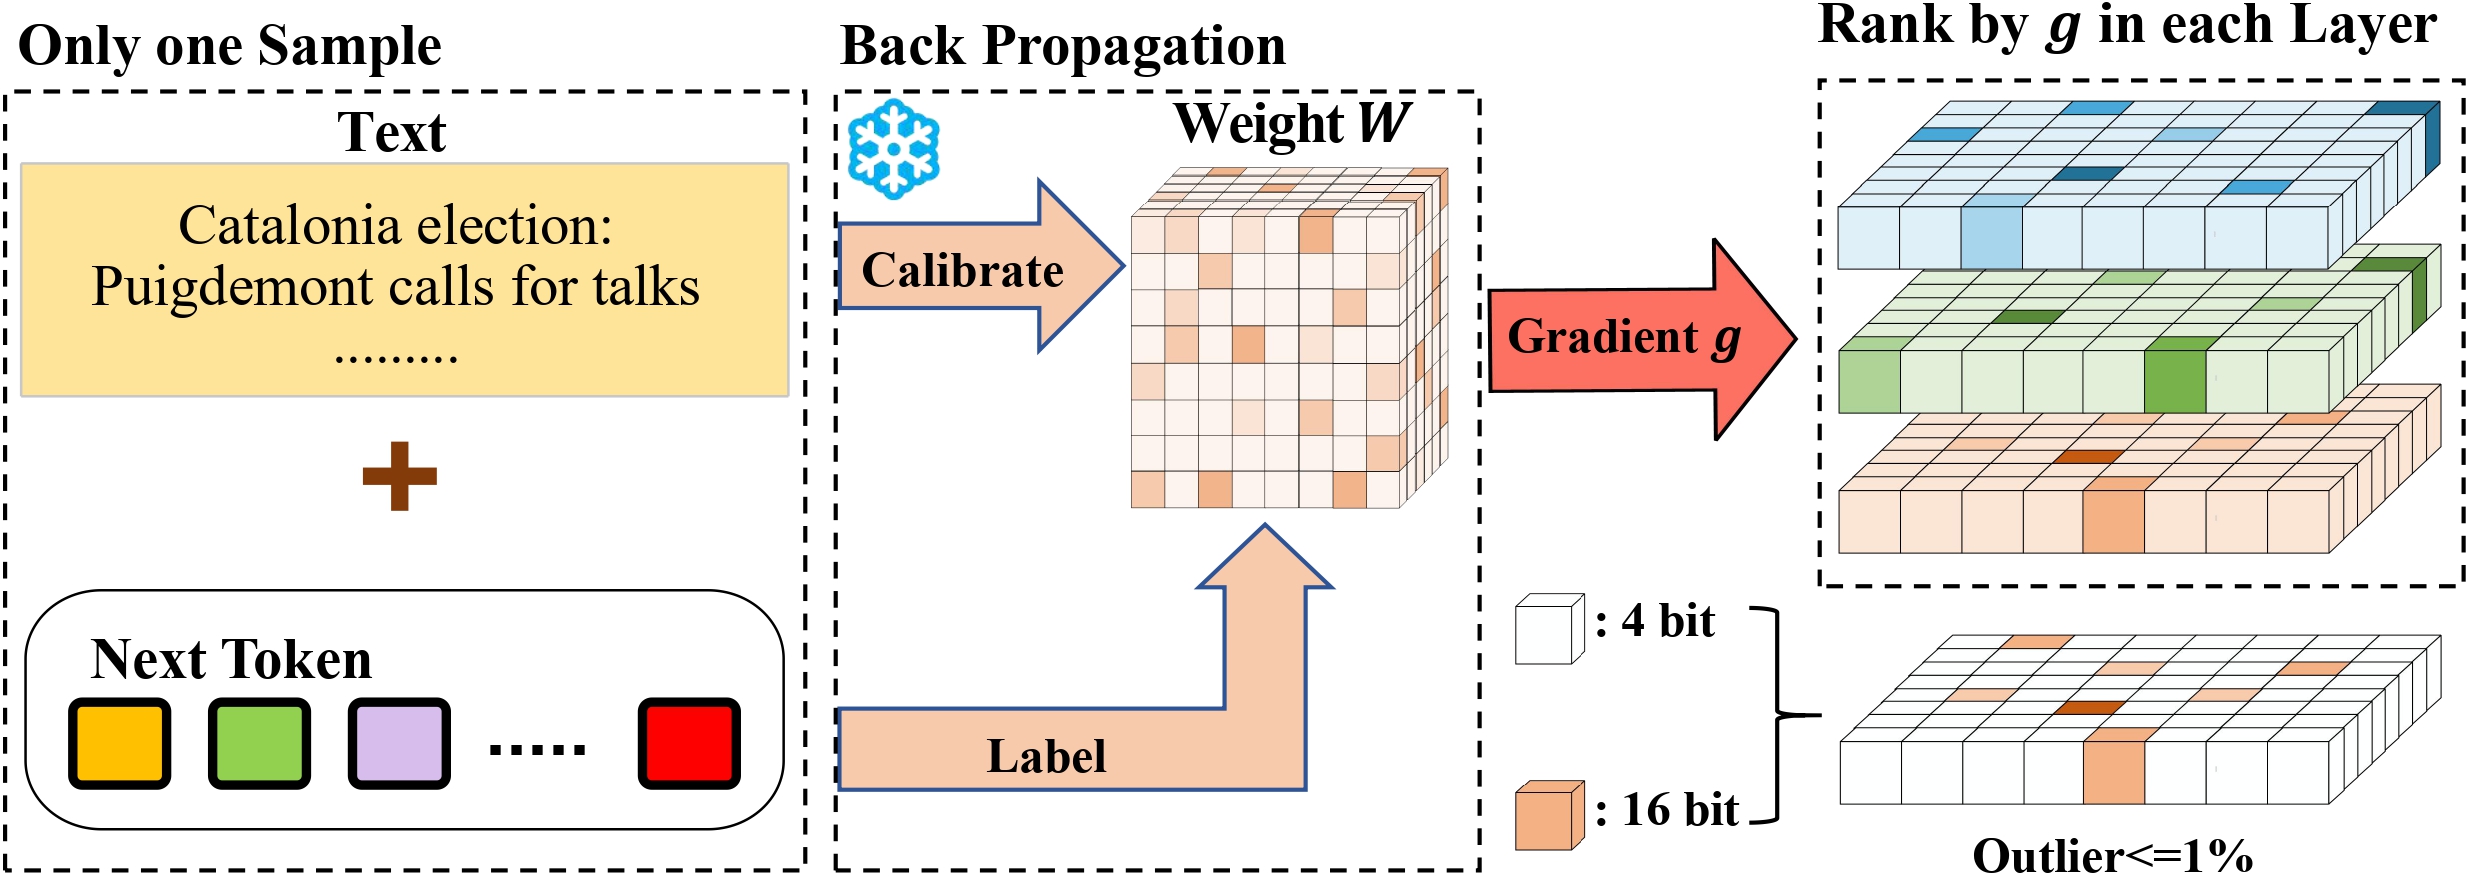 Only one Sample
Text
Catalonia election:
Puigdemont calls for talks
.........
Next Token
.....
Back Propagation
Weight W
Calibrate
Label
Gradient g
Rank by g in each Layer
: 4 bit
: 16 bit
Outlier<=1%